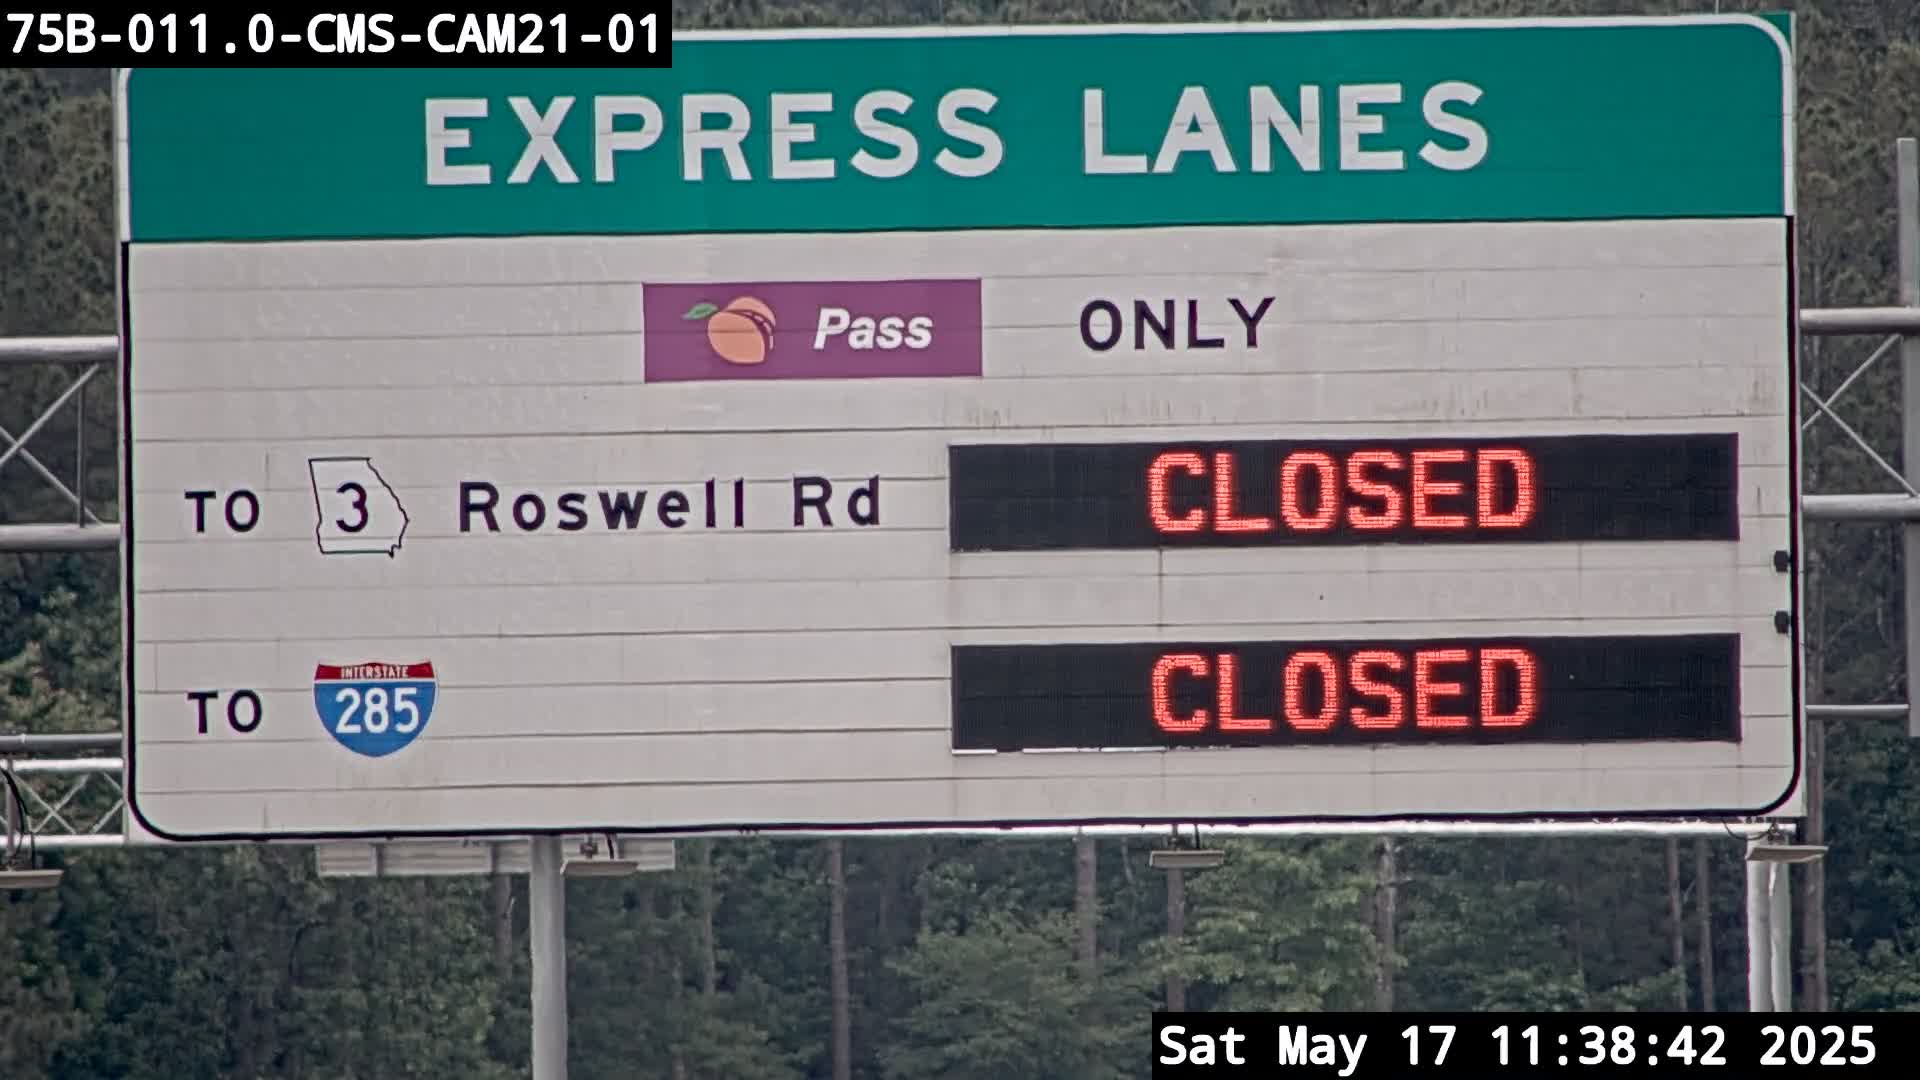 75B-011.0-CMS-CAM21-01
EXPRESS LANES
Pass ONLY
TO 3 Roswell Rd CLOSED
TO INTERSTATE 285 CLOSED
Sat May 17 11:38:42 2025